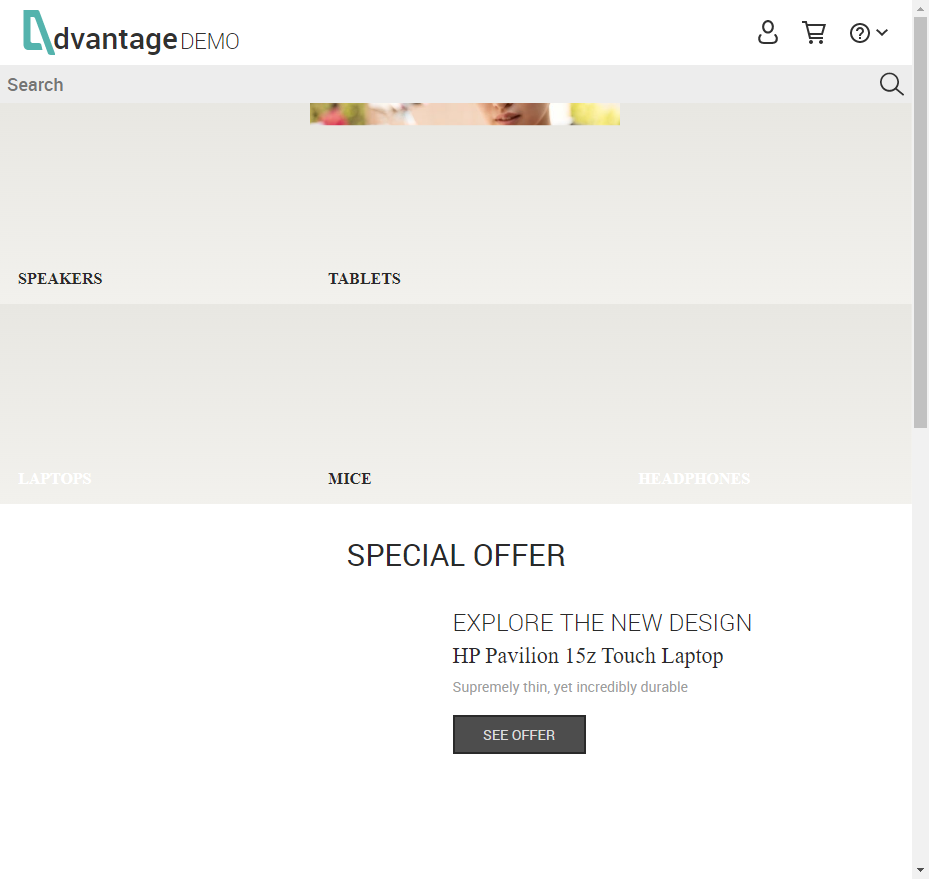 dvantage DEMO
Search
SPEAKERS
TABLETS
LAPTOPS
MICE
HEADPHONES
SPECIAL OFFER
EXPLORE THE NEW DESIGN
HP Pavilion 15z Touch Laptop
Supremely thin, yet incredibly durable
SEE OFFER